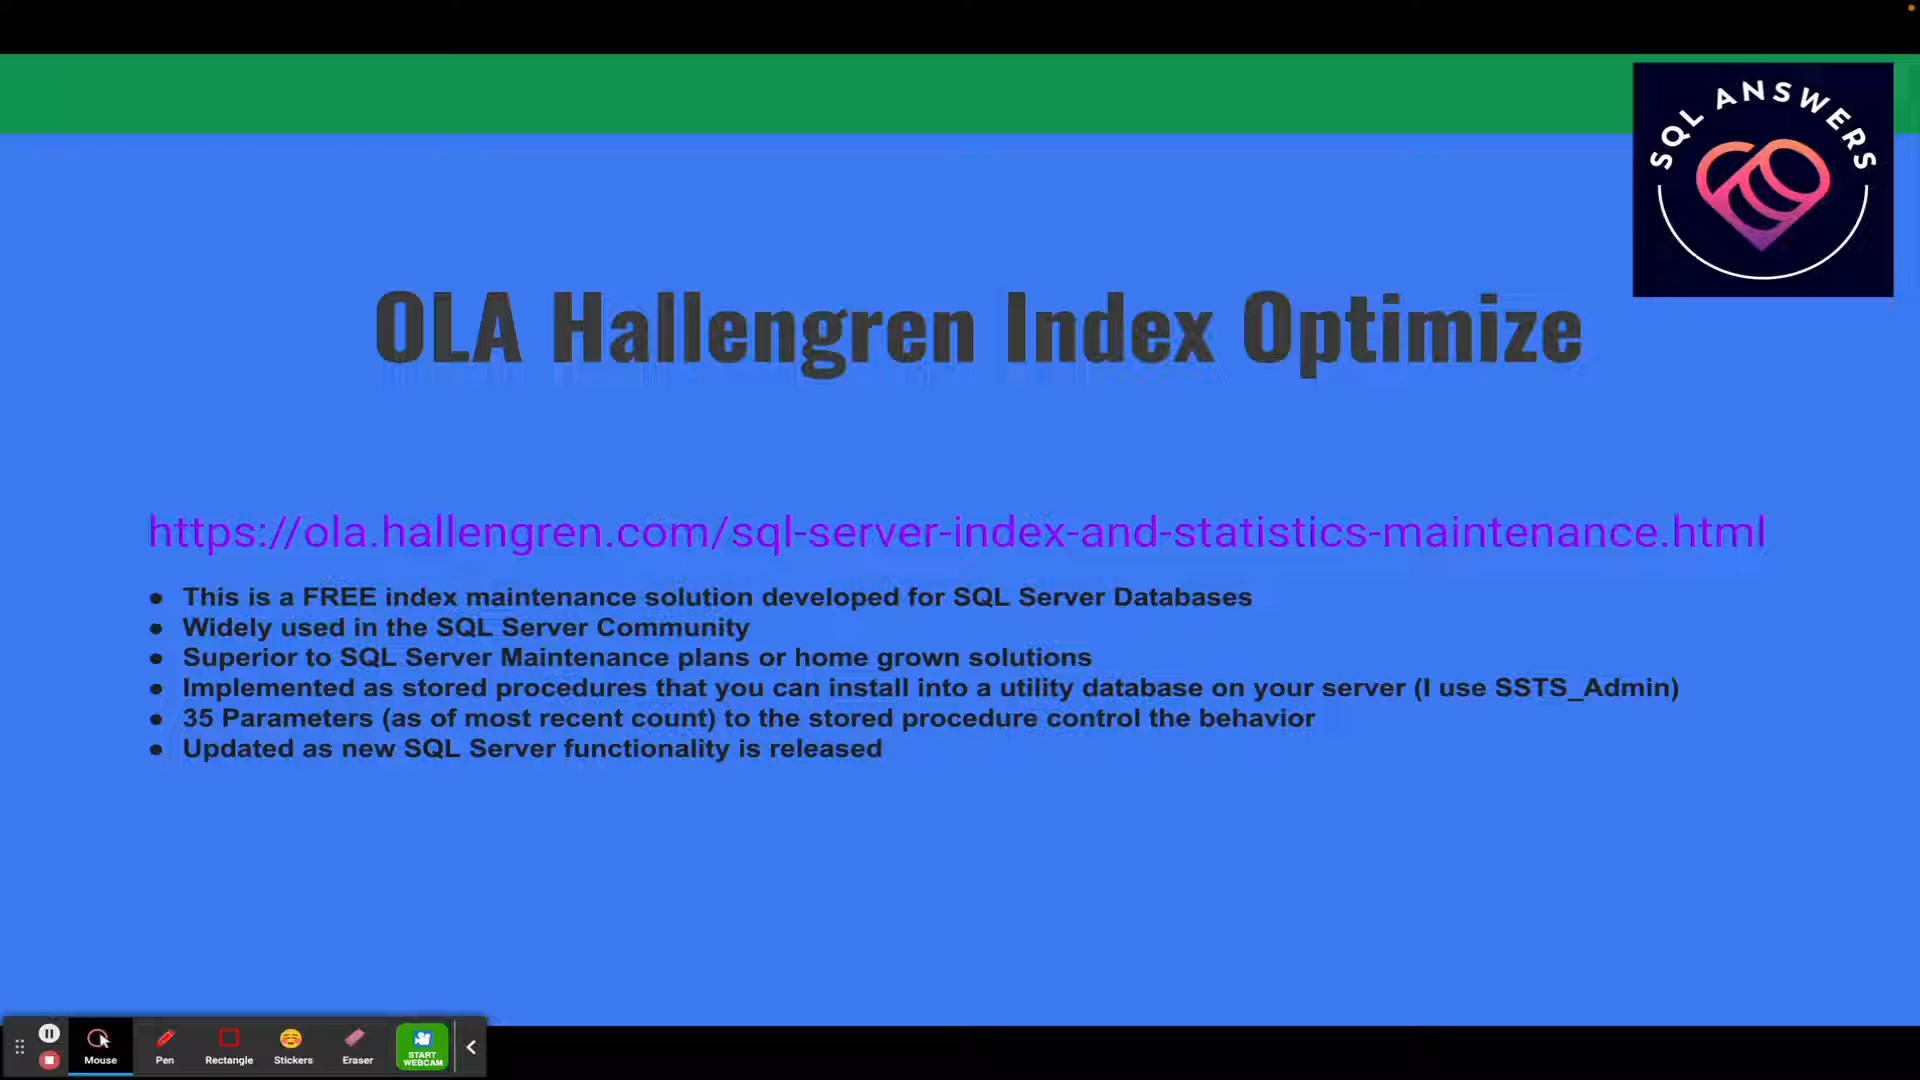 SQL ANSWERS
OLA Hallengren Index Optimize
https://ola.hallengren.com/sql-server-index-and-statistics-maintenance.html
● This is a FREE index maintenance solution developed for SQL Server Databases
● Widely used in the SQL Server Community
● Superior to SQL Server Maintenance plans or home grown solutions
● Implemented as stored procedures that you can install into a utility database on your server (I use SSTS_Admin)
● 35 Parameters (as of most recent count) to the stored procedure control the behavior
● Updated as new SQL Server functionality is released
Mouse
Pen
Rectangle
Stickers
Eraser
START
WEBCAM